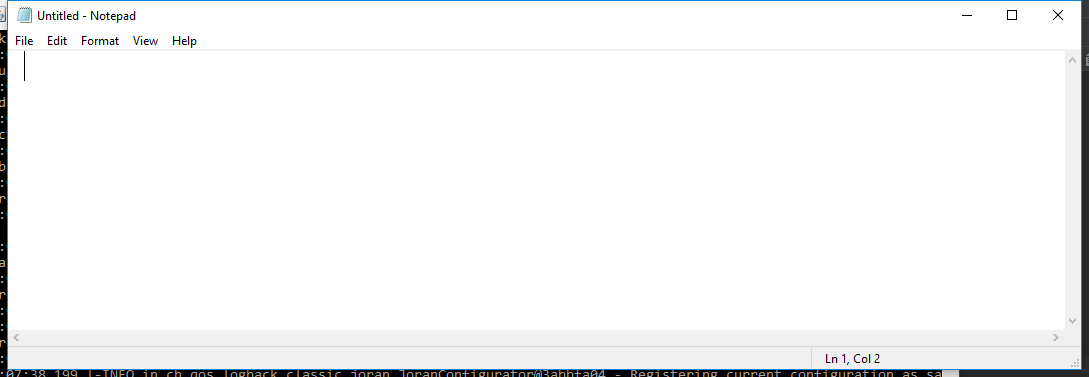 Untitled - Notepad
File Edit Format View Help
Ln 1, Col 2
:07:38,199 |-INFO in ch.qos.logback.classic.joran.JoranConfigurator@3abbfa04 - Registering current configuration as sa